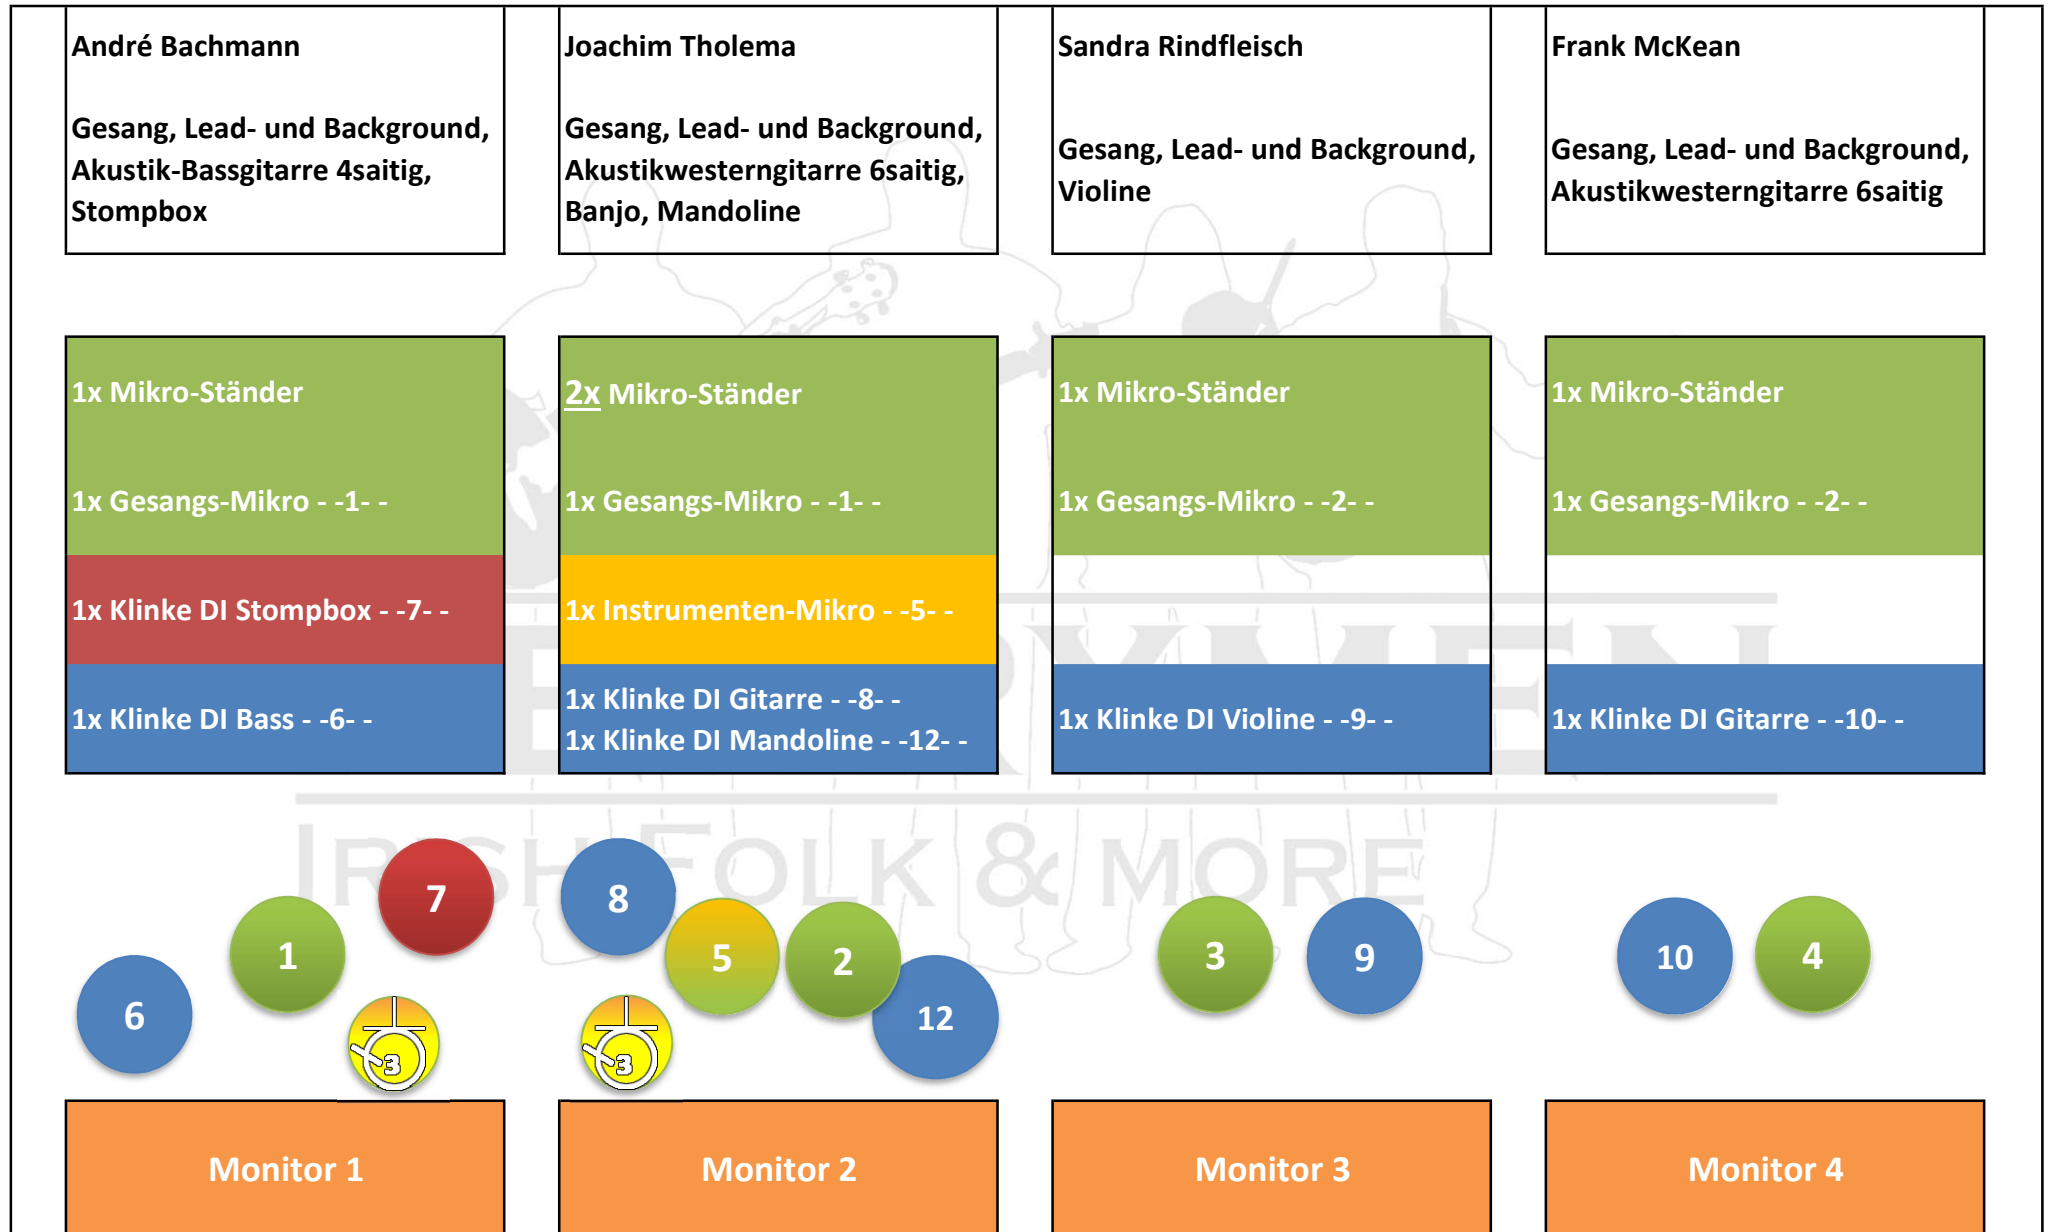 André Bachmann
Gesang, Lead- und Background,
Akustik-Bassgitarre 4saitig,
Stompbox
Joachim Tholema
Gesang, Lead- und Background,
Akustikwesterngitarre 6saitig,
Banjo, Mandoline
Sandra Rindfleisch
Gesang, Lead- und Background,
Violine
Frank McKean
Gesang, Lead- und Background,
Akustikwesterngitarre 6saitig
1x Mikro-Ständer
1x Gesangs-Mikro - -1- -
1x Klinke DI Stompbox - -7- -
1x Klinke DI Bass - -6- -
2x Mikro-Ständer
1x Gesangs-Mikro - -1- -
1x Instrumenten-Mikro - -5- -
1x Klinke DI Gitarre - -8- -
1x Klinke DI Mandoline - -12- -
1x Mikro-Ständer
1x Gesangs-Mikro - -2- -
1x Klinke DI Violine - -9- -
1x Mikro-Ständer
1x Gesangs-Mikro - -2- -
1x Klinke DI Gitarre - -10- -
IRISH FOLK & MORE
6
1
7
3
8
5
2
12
3
3
9
10
4
Monitor 1
Monitor 2
Monitor 3
Monitor 4